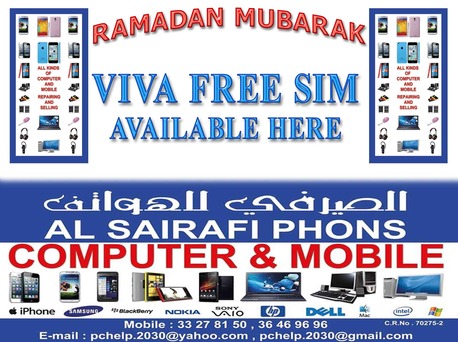 RAMADAN MUBARAK
ALL KINDS
OF
COMPUTER
AND
MOBILE
REPAIRING
AND
SELLING
VIVA FREE SIM
AVAILABLE HERE
ALL KINDS
OF
COMPUTER
AND
MOBILE
REPAIRING
AND
SELLING
الصيرفي للهواتف
AL SAIRAFI PHONS
COMPUTER & MOBILE
iPhone SAMSUNG BlackBerry NOKIA SONY VAIO hp DELL Mac intel
Mobile : 33 27 81 50 , 36 46 96 96
C.R.No . 70275-2
E-mail : pchelp.2030@yahoo.com , pchelp.2030@gmail.com